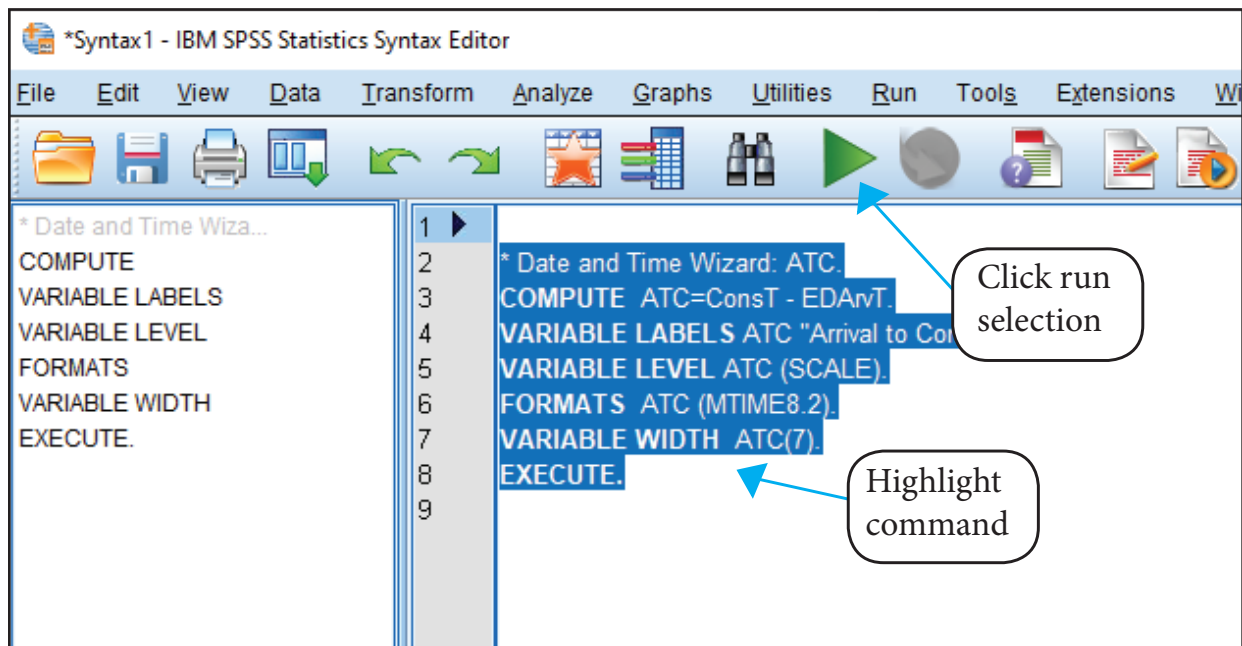 *Syntax1 - IBM SPSS Statistics Syntax Editor
File Edit View Data Transform Analyze Graphs Utilities Run Tools Extensions Wi
* Date and Time Wiza...
COMPUTE
VARIABLE LABELS
VARIABLE LEVEL
FORMATS
VARIABLE WIDTH
EXECUTE.
1
2 * Date and Time Wizard: ATC.
3 COMPUTE ATC=ConsT - EDArvT.
4 VARIABLE LABELS ATC "Arrival to Con
5 VARIABLE LEVEL ATC (SCALE).
6 FORMATS ATC (MTIME8.2).
7 VARIABLE WIDTH ATC(7).
8 EXECUTE.
9
Click run
selection
Highlight
command